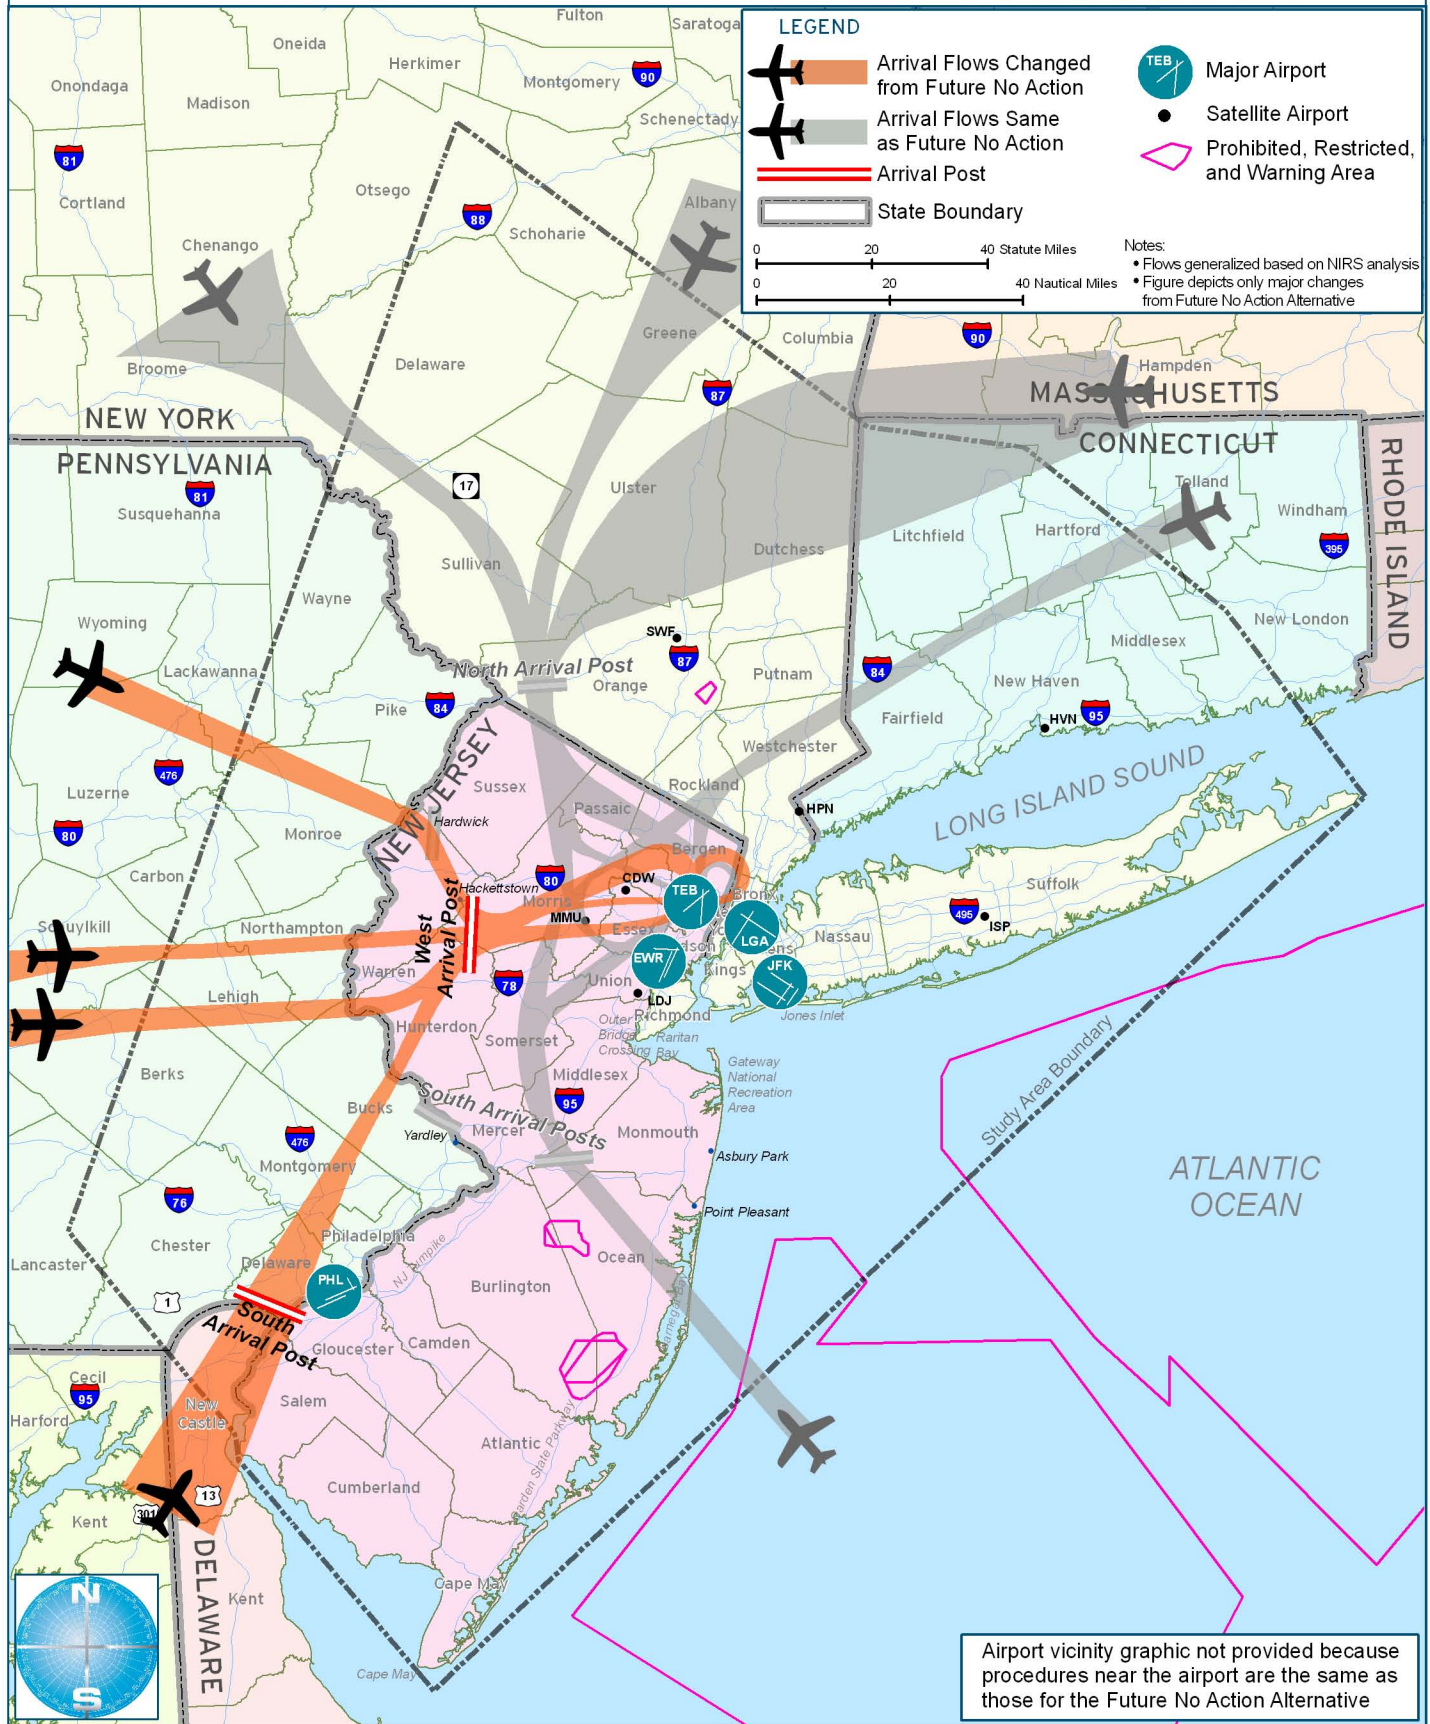 LEGEND
Arrival Flows Changed
from Future No Action
Arrival Flows Same
as Future No Action
Arrival Post
State Boundary
TEB
Major Airport
Satellite Airport
Prohibited, Restricted,
and Warning Area
0 20 40 Statute Miles
0 20 40 Nautical Miles
Notes:
• Flows generalized based on NIRS analysis
• Figure depicts only major changes
from Future No Action Alternative
Fulton
Saratoga
Oneida
Herkimer
Montgomery
90
Onondaga
Madison
Schenectady
81
Otsego
Cortland
Albany
88
Schoharie
Chenango
Greene
Columbia
90
Broome
Delaware
Hampden
87
MASSACHUSETTS
NEW YORK
CONNECTICUT
PENNSYLVANIA
RHODE ISLAND
81
17
Ulster
Tolland
Susquehanna
Windham
Hartford
Litchfield
395
Dutchess
Sullivan
Wayne
Wyoming
New London
SWF
Middlesex
87
Lackawanna
North Arrival Post
Orange
Putnam
84
New Haven
Pike
84
HVN
95
Fairfield
NEW JERSEY
Westchester
LONG ISLAND SOUND
476
Sussex
Rockland
Luzerne
Passaic
HPN
80
Monroe
Hardwick
Bergen
Carbon
80
CDW
Hackettstown
TEB
Bronx
Suffolk
Morris
495
MMU
ISP
Schuylkill
Northampton
West
Arrival Post
Essex
LGA
Nassau
EWR
JFK
Warren
78
Union
Kings
Lehigh
LDJ
Richmond
Jones Inlet
Hunterdon
Outer
Bridge
Crossing
Raritan
Bay
Somerset
Study Area Boundary
Berks
Middlesex
Gateway
National
Recreation
Area
95
Bucks
South Arrival Posts
Yardley
Mercer
Monmouth
476
Asbury Park
Montgomery
ATLANTIC
OCEAN
76
Point Pleasant
Philadelphia
Chester
NJ Turnpike
Ocean
Lancaster
Delaware
PHL
Burlington
1
South
Arrival Post
Barnegat Bay
Gloucester
Camden
Cecil
95
Salem
New
Castle
Harford
Atlantic
Garden State Parkway
Cumberland
13
301
Kent
DELAWARE
Cape May
Kent
N
S
Cape May
Airport vicinity graphic not provided because
procedures near the airport are the same as
those for the Future No Action Alternative